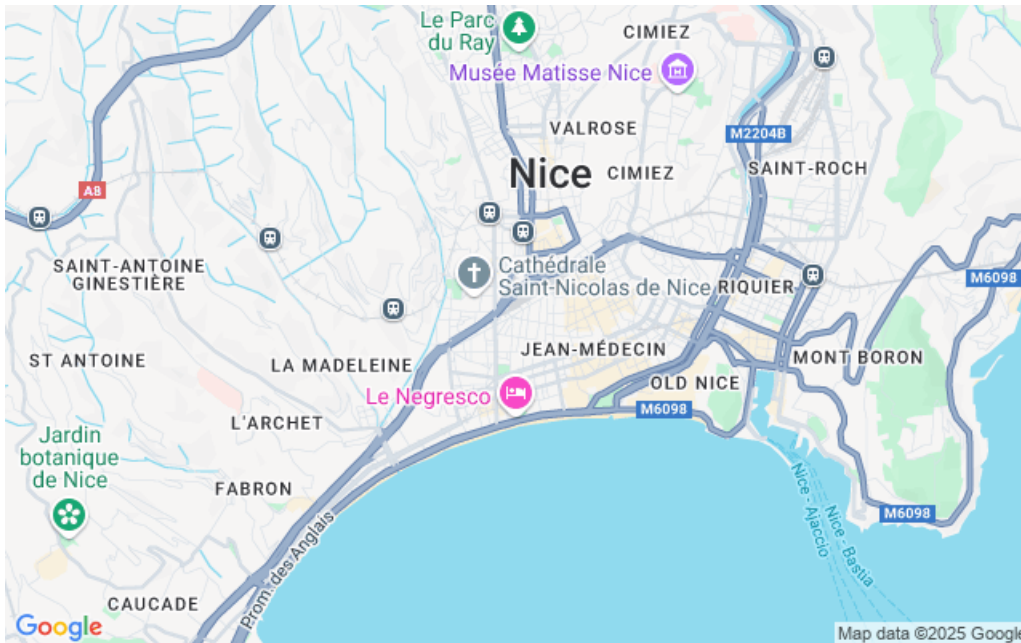 Le Parc
du Ray
CIMIEZ
Musée Matisse Nice
VALROSE
M2204B
Nice
CIMIEZ
SAINT-ROCH
A8
SAINT-ANTOINE
GINESTIÈRE
Cathédrale
Saint-Nicolas de Nice
RIQUIER
M6098
ST ANTOINE
LA MADELEINE
JEAN-MÉDECIN
MONT BORON
Le Negresco
OLD NICE
M6098
L'ARCHET
Jardin
botanique
de Nice
FABRON
Nice - Ajaccio
Nice - Bastia
M6098
Prom. des Anglais
CAUCADE
Google
Map data ©2025 Google